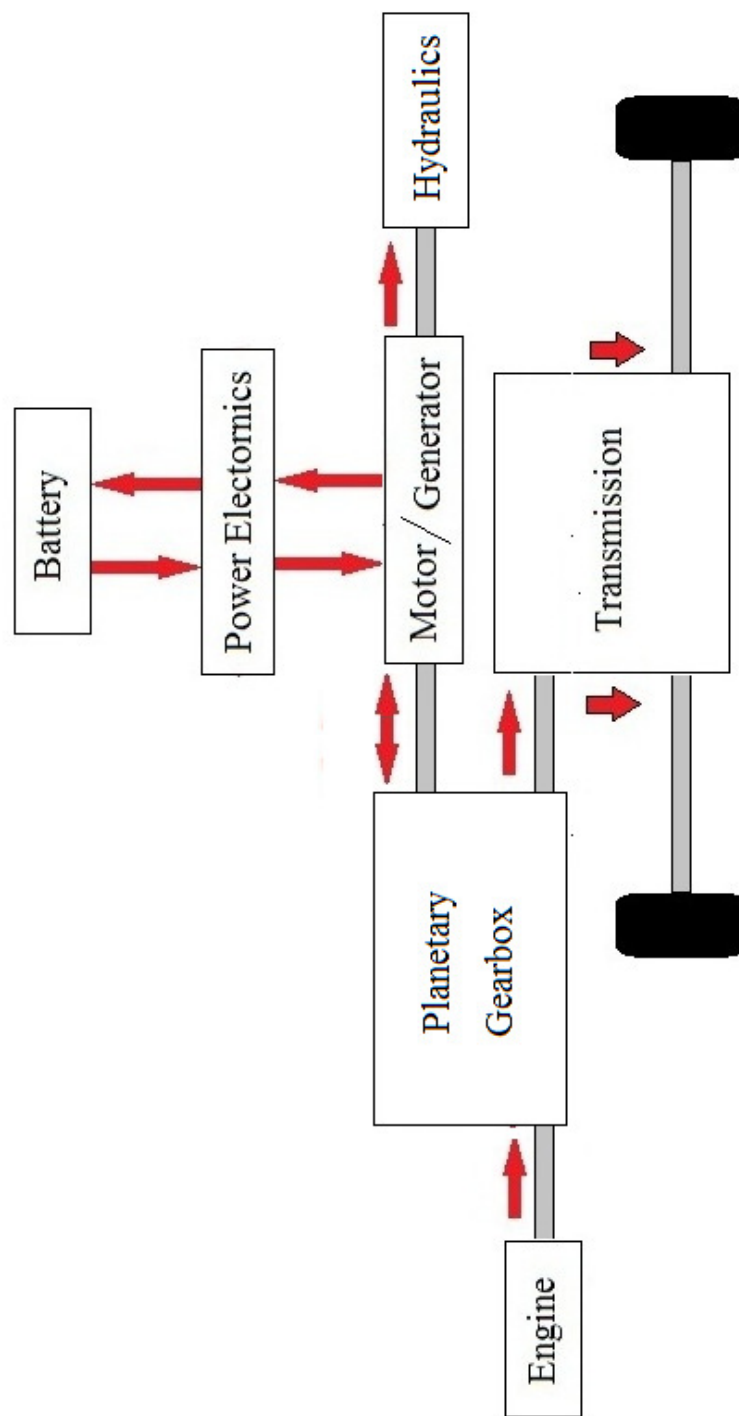 Battery
Power Electornics
Motor / Generator
Hydraulics
Planetary
Gearbox
Transmission
Engine